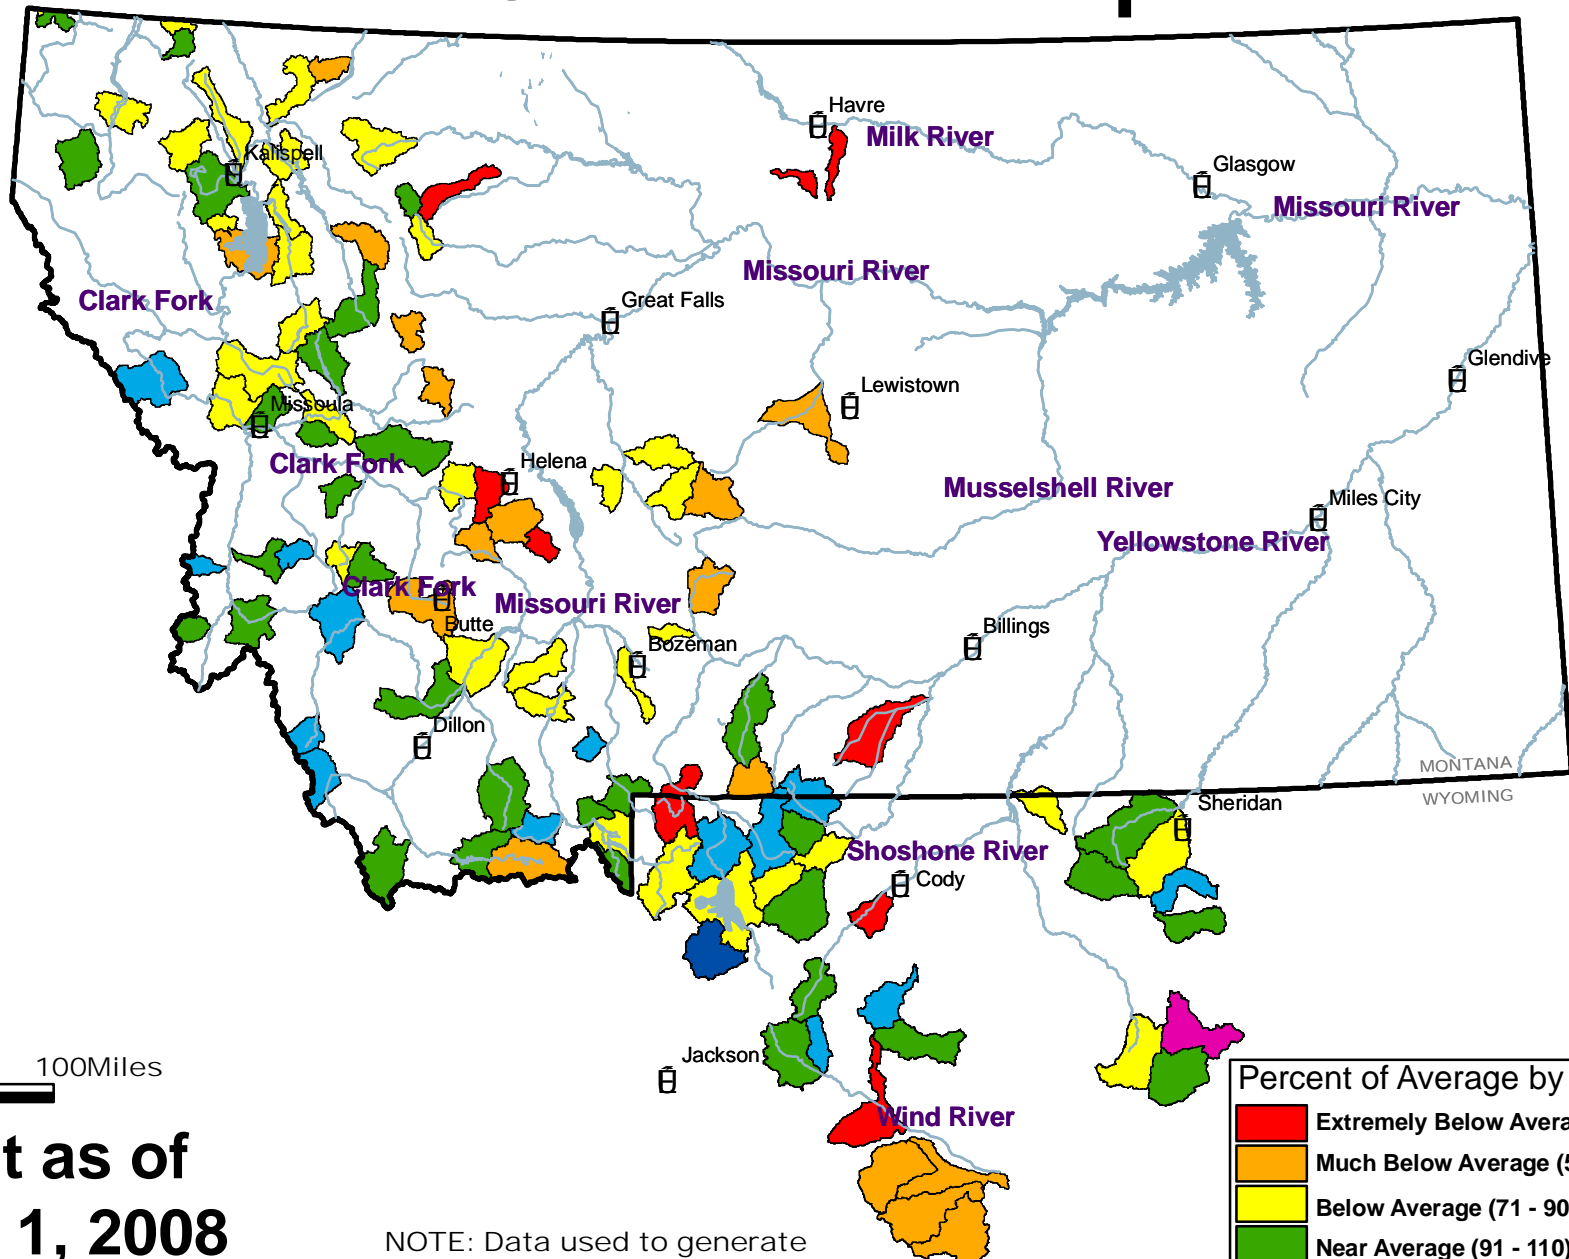 Havre
Milk River
Kalispell
Glasgow
Missouri River
Missouri River
Clark Fork
Great Falls
Glendive
Lewistown
Missoula
Clark Fork
Helena
Musselshell River
Miles City
Yellowstone River
Clark Fork
Missouri River
Butte
Billings
Bozeman
Dillon
MONTANA
WYOMING
Sheridan
Shoshone River
Cody
Jackson
100Miles
Wind River
Percent of Average by
Extremely Below Avera
Much Below Average (5
Below Average (71 - 90
Near Average (91 - 110)
t as of
1, 2008
NOTE: Data used to generate